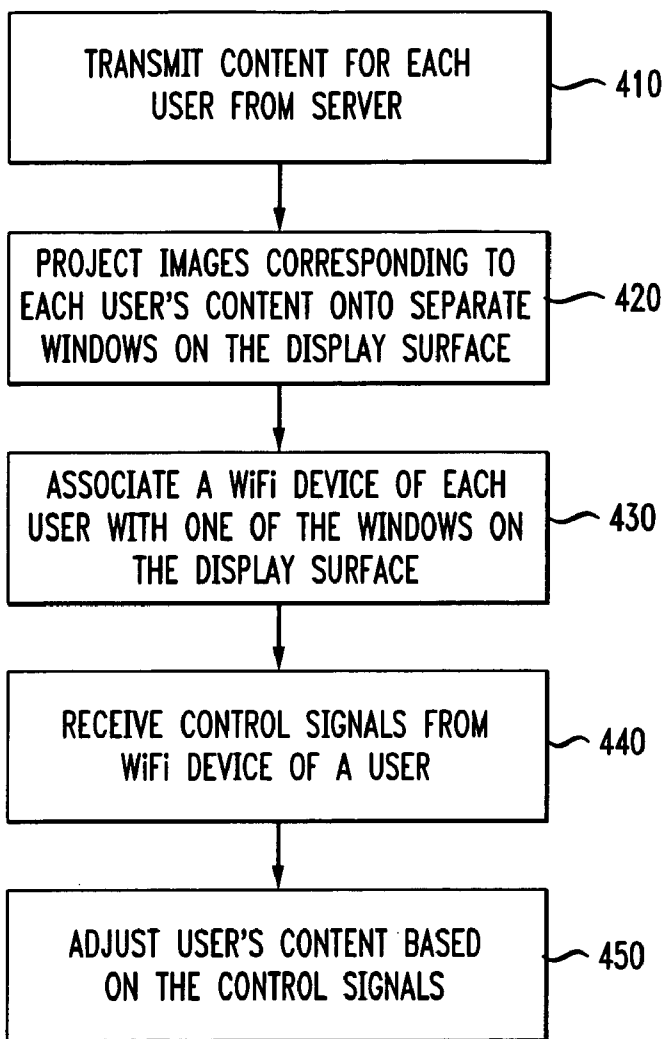 TRANSMIT CONTENT FOR EACH
USER FROM SERVER
410
PROJECT IMAGES CORRESPONDING TO
EACH USER'S CONTENT ONTO SEPARATE
WINDOWS ON THE DISPLAY SURFACE
420
ASSOCIATE A WiFi DEVICE OF EACH
USER WITH ONE OF THE WINDOWS ON
THE DISPLAY SURFACE
430
RECEIVE CONTROL SIGNALS FROM
WiFi DEVICE OF A USER
440
ADJUST USER'S CONTENT BASED
ON THE CONTROL SIGNALS
450